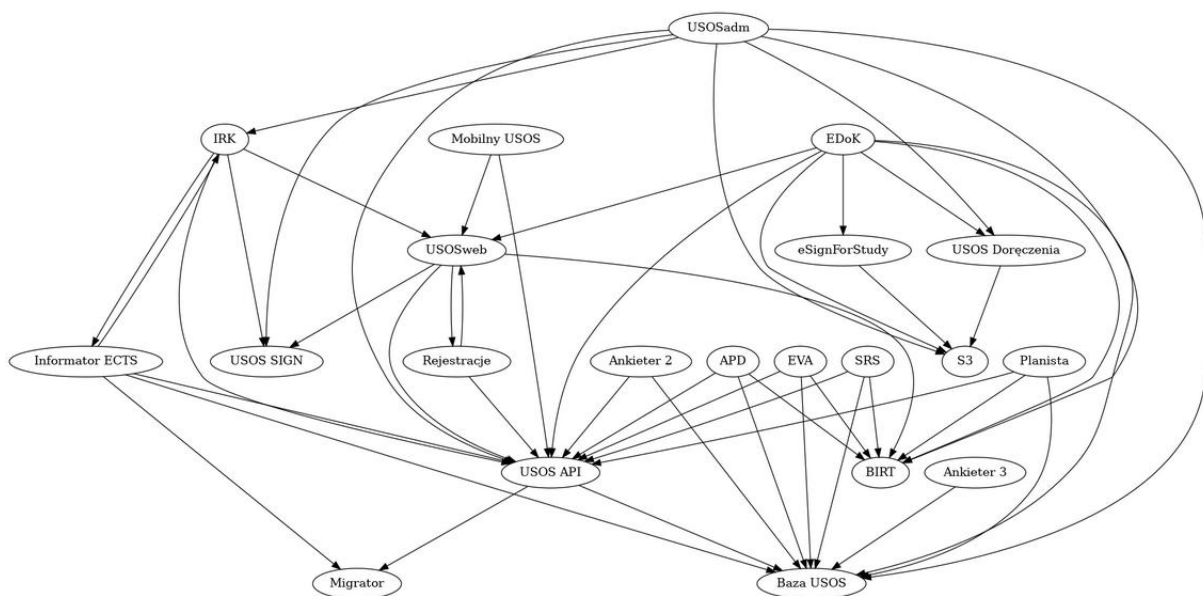 USOSadm
IRK
Mobilny USOS
EDoK
USOSweb
eSignForStudy
USOS Doręczenia
Informator ECTS
USOS SIGN
Rejestracje
Ankieter 2
APD
EVA
SRS
S3
Planista
USOS API
BIRT
Ankieter 3
Migrator
Baza USOS